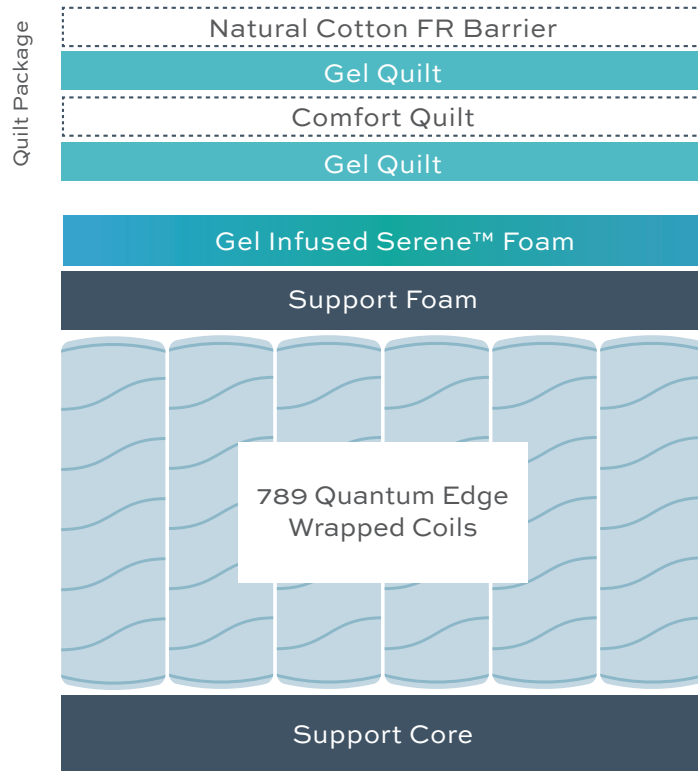 Quilt Package
Natural Cotton FR Barrier
Gel Quilt
Comfort Quilt
Gel Quilt
Gel Infused Serene™ Foam
Support Foam
789 Quantum Edge
Wrapped Coils
Support Core